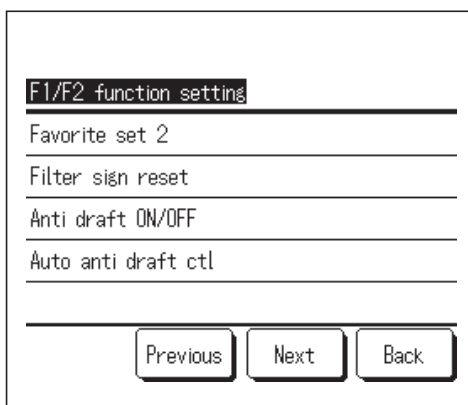 F1/F2 function setting
Favorite set 2
Filter sign reset
Anti draft ON/OFF
Auto anti draft ctl
Previous Next Back